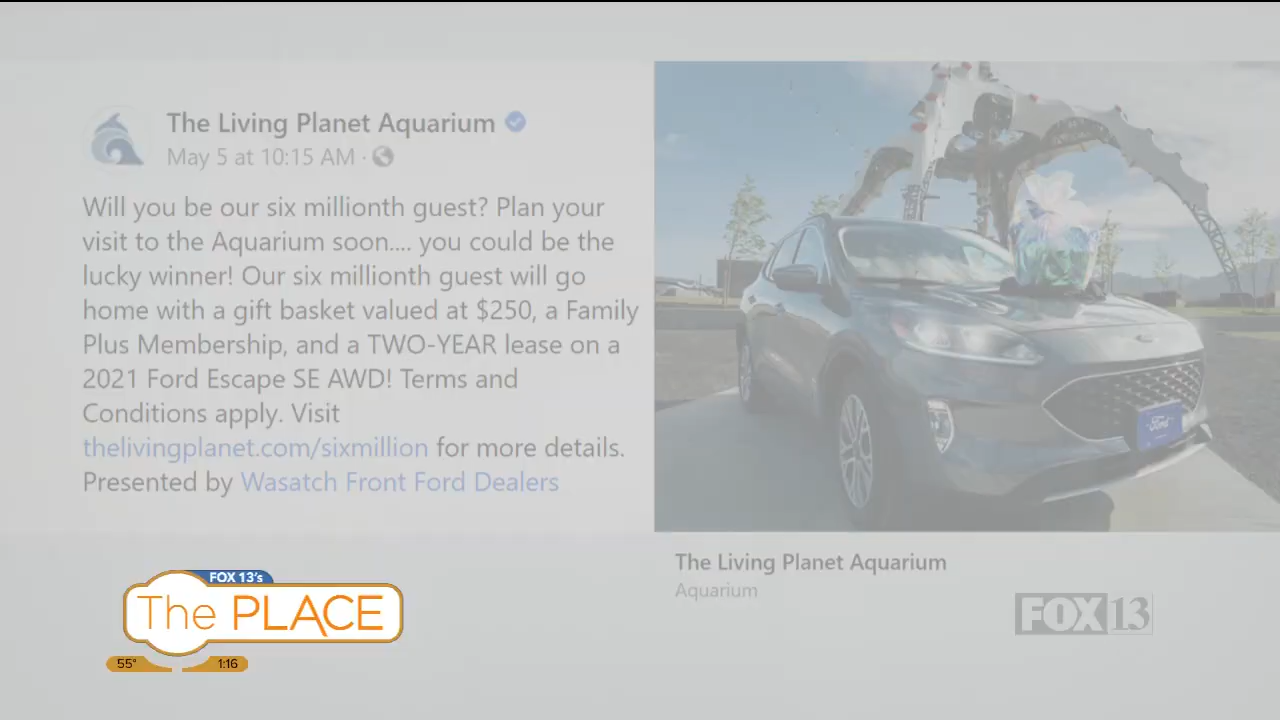 The Living Planet Aquarium
May 5 at 10:15 AM ·
Will you be our six millionth guest? Plan your
visit to the Aquarium soon.... you could be the
lucky winner! Our six millionth guest will go
home with a gift basket valued at $250, a Family
Plus Membership, and a TWO-YEAR lease on a
2021 Ford Escape SE AWD! Terms and
Conditions apply. Visit
thelivingplanet.com/sixmillion for more details.
Presented by Wasatch Front Ford Dealers
Ford
The Living Planet Aquarium
Aquarium
FOX 13's
The PLACE
55° 1:16
FOX 13